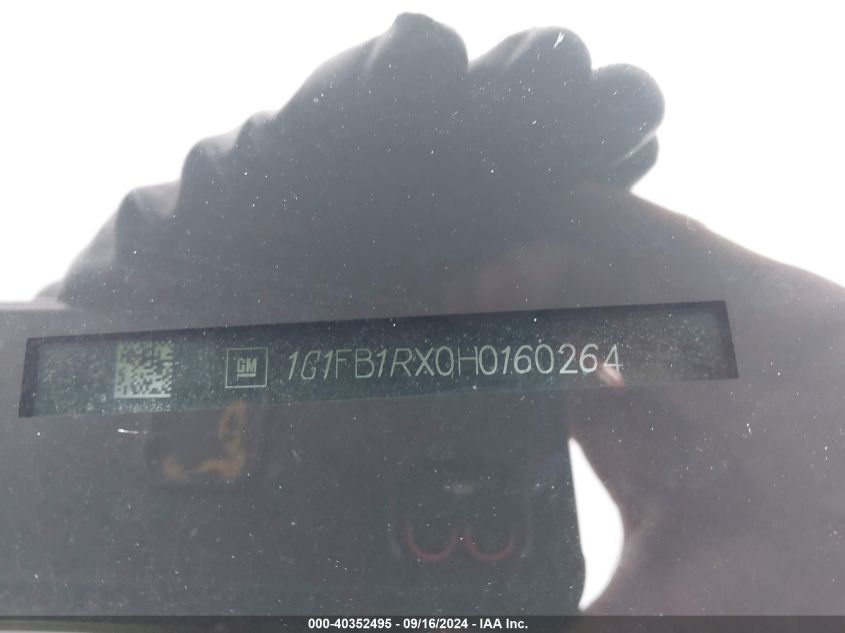 GM 1G1FB1RX0H0160264
000-40352495 - 09/16/2024 - IAA Inc.